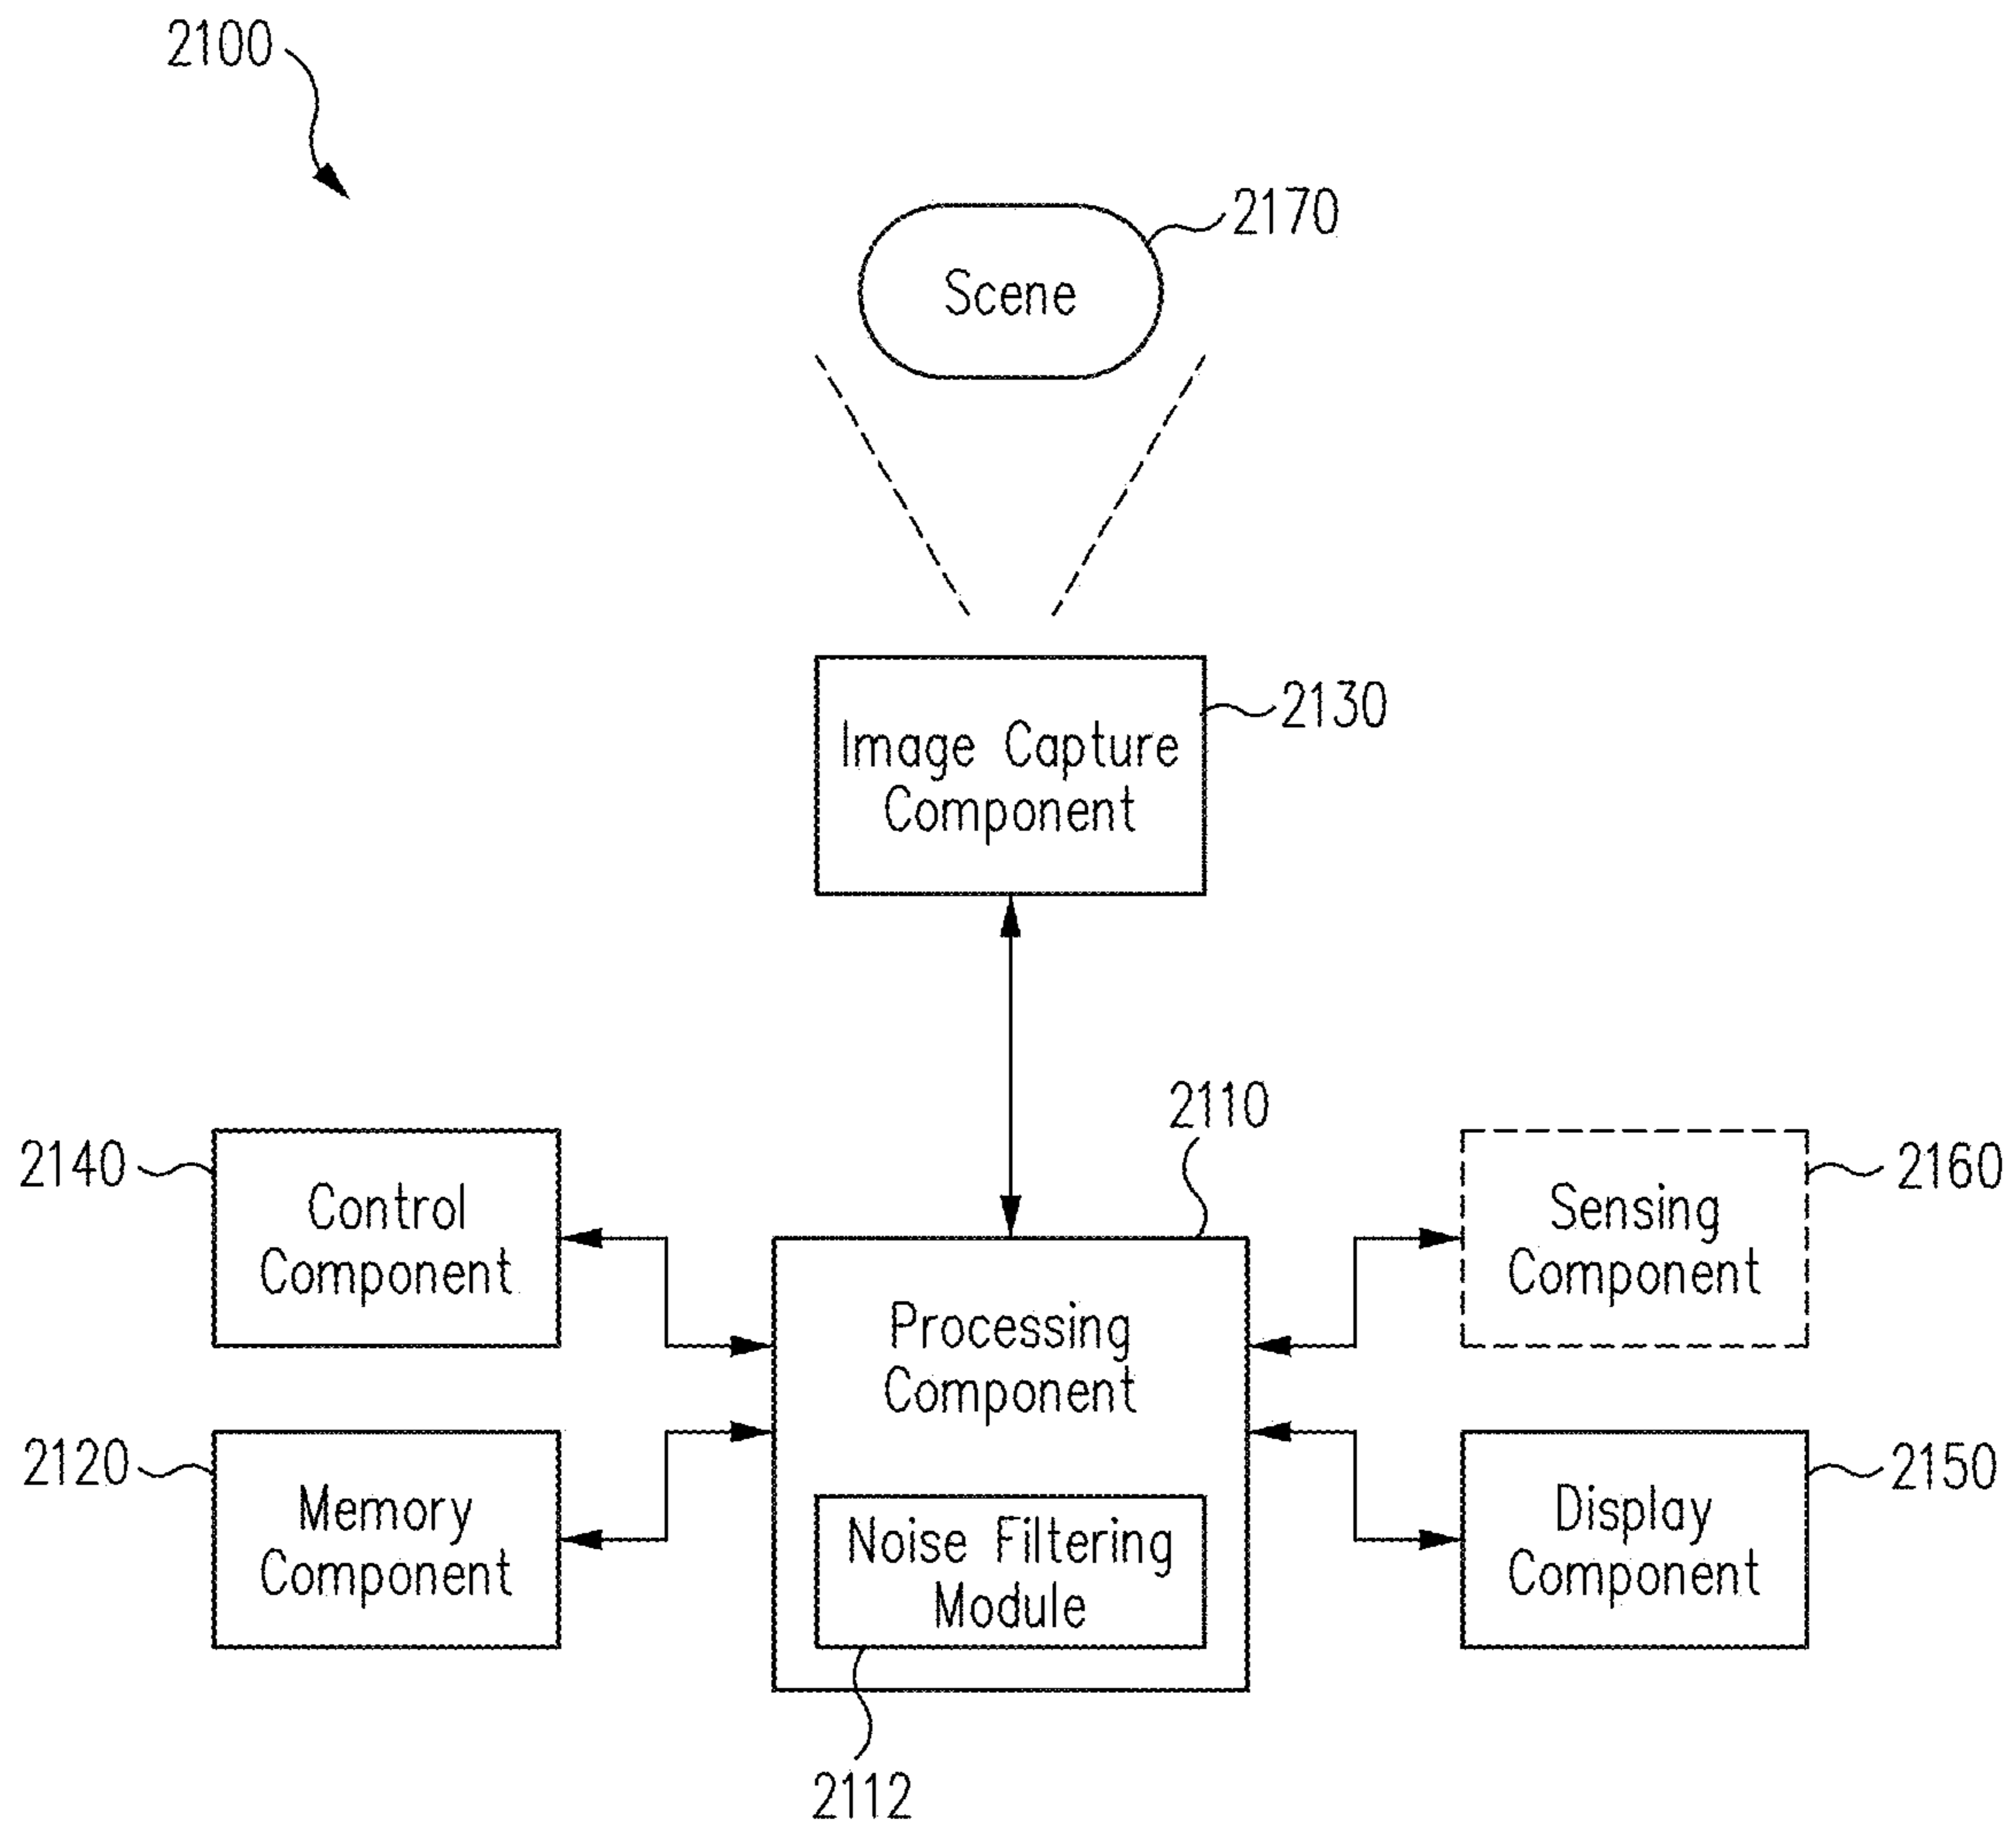 2100
2170
Scene
2130
Image Capture
Component
2110
2140
Control
Component
2160
Sensing
Component
Processing
Component
2120
Memory
Component
2150
Display
Component
Noise Filtering
Module
2112